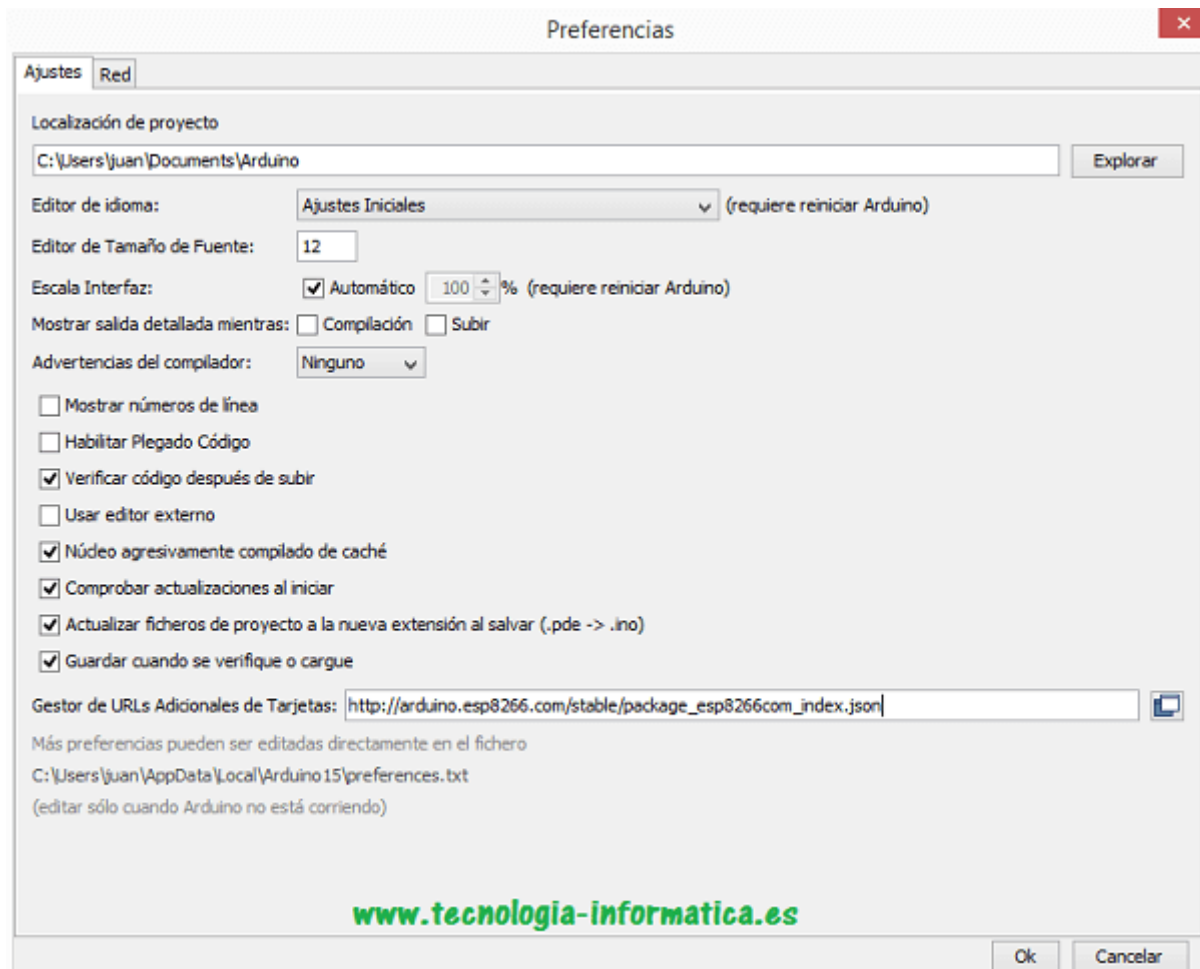 Preferencias
Ajustes Red
Localización de proyecto
C:\Users\juan\Documents\Arduino Explorar
Editor de idioma: Ajustes Iniciales (requiere reiniciar Arduino)
Editor de Tamaño de Fuente: 12
Escala Interfaz: Automático 100 % (requiere reiniciar Arduino)
Mostrar salida detallada mientras: Compilación Subir
Advertencias del compilador: Ninguno
Mostrar números de línea
Habilitar Plegado Código
Verificar código después de subir
Usar editor externo
Núcleo agresivamente compilado de caché
Comprobar actualizaciones al iniciar
Actualizar ficheros de proyecto a la nueva extensión al salvar (.pde -> .ino)
Guardar cuando se verifique o cargue
Gestor de URLs Adicionales de Tarjetas: http://arduino.esp8266.com/stable/package_esp8266com_index.json
Más preferencias pueden ser editadas directamente en el fichero
C:\Users\juan\AppData\Local\Arduino15\preferences.txt
(editar sólo cuando Arduino no está corriendo)
www.tecnologia-informatica.es
Ok Cancelar